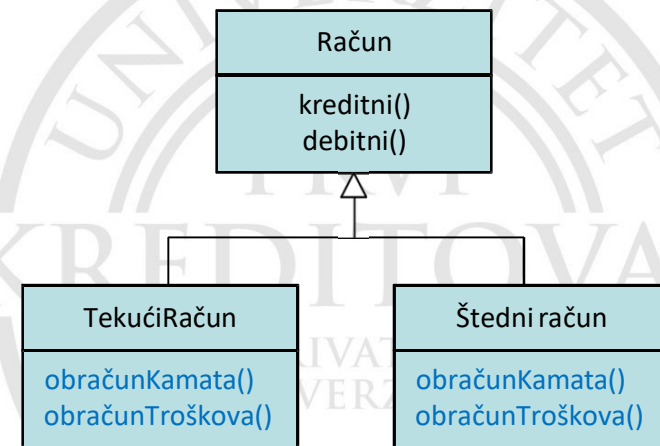 Račun
kreditni()
debitni()
TekućiRačun
obračunKamata()
obračunTroškova()
Štedni račun
obračunKamata()
obračunTroškova()